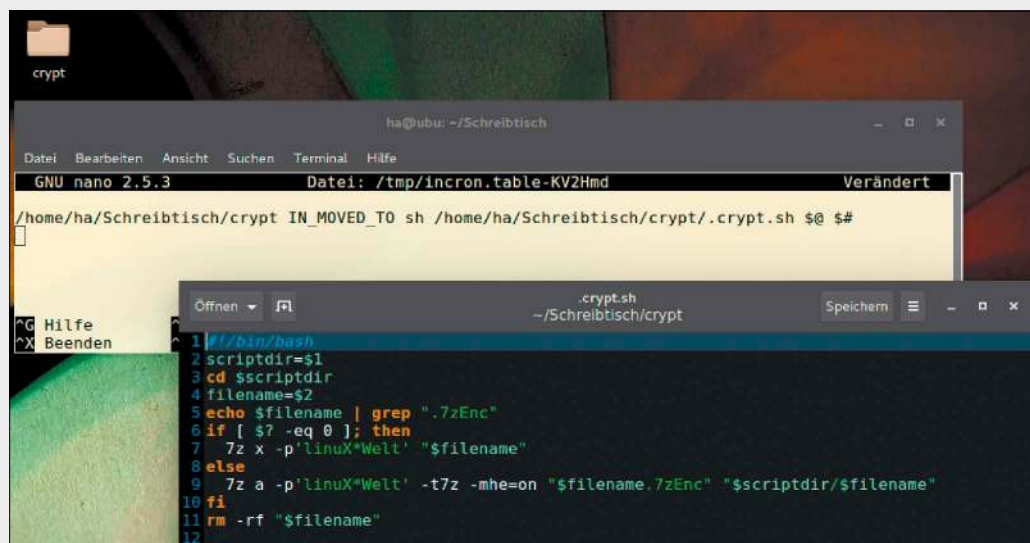 crypt
ha@ubu: ~/Schreibtisch
Datei Bearbeiten Ansicht Suchen Terminal Hilfe
GNU nano 2.5.3 Datei: /tmp/incron.table-KV2Hmd Verändert
/home/ha/Schreibtisch/crypt IN_MOVED_TO sh /home/ha/Schreibtisch/crypt/.crypt.sh $@ $#
^G Hilfe ^
^X Beenden ^
Öffnen .crypt.sh Speichern
~/Schreibtisch/crypt
1 #!/bin/bash
2 scriptdir=$1
3 cd $scriptdir
4 filename=$2
5 echo $filename | grep ".7zEnc"
6 if [ $? -eq 0 ]; then
7 7z x -p'linuX*Welt' "$filename"
8 else
9 7z a -p'linuX*Welt' -t7z -mhe=on "$filename.7zEnc" "$scriptdir/$filename"
10 fi
11 rm -rf "$filename"
12